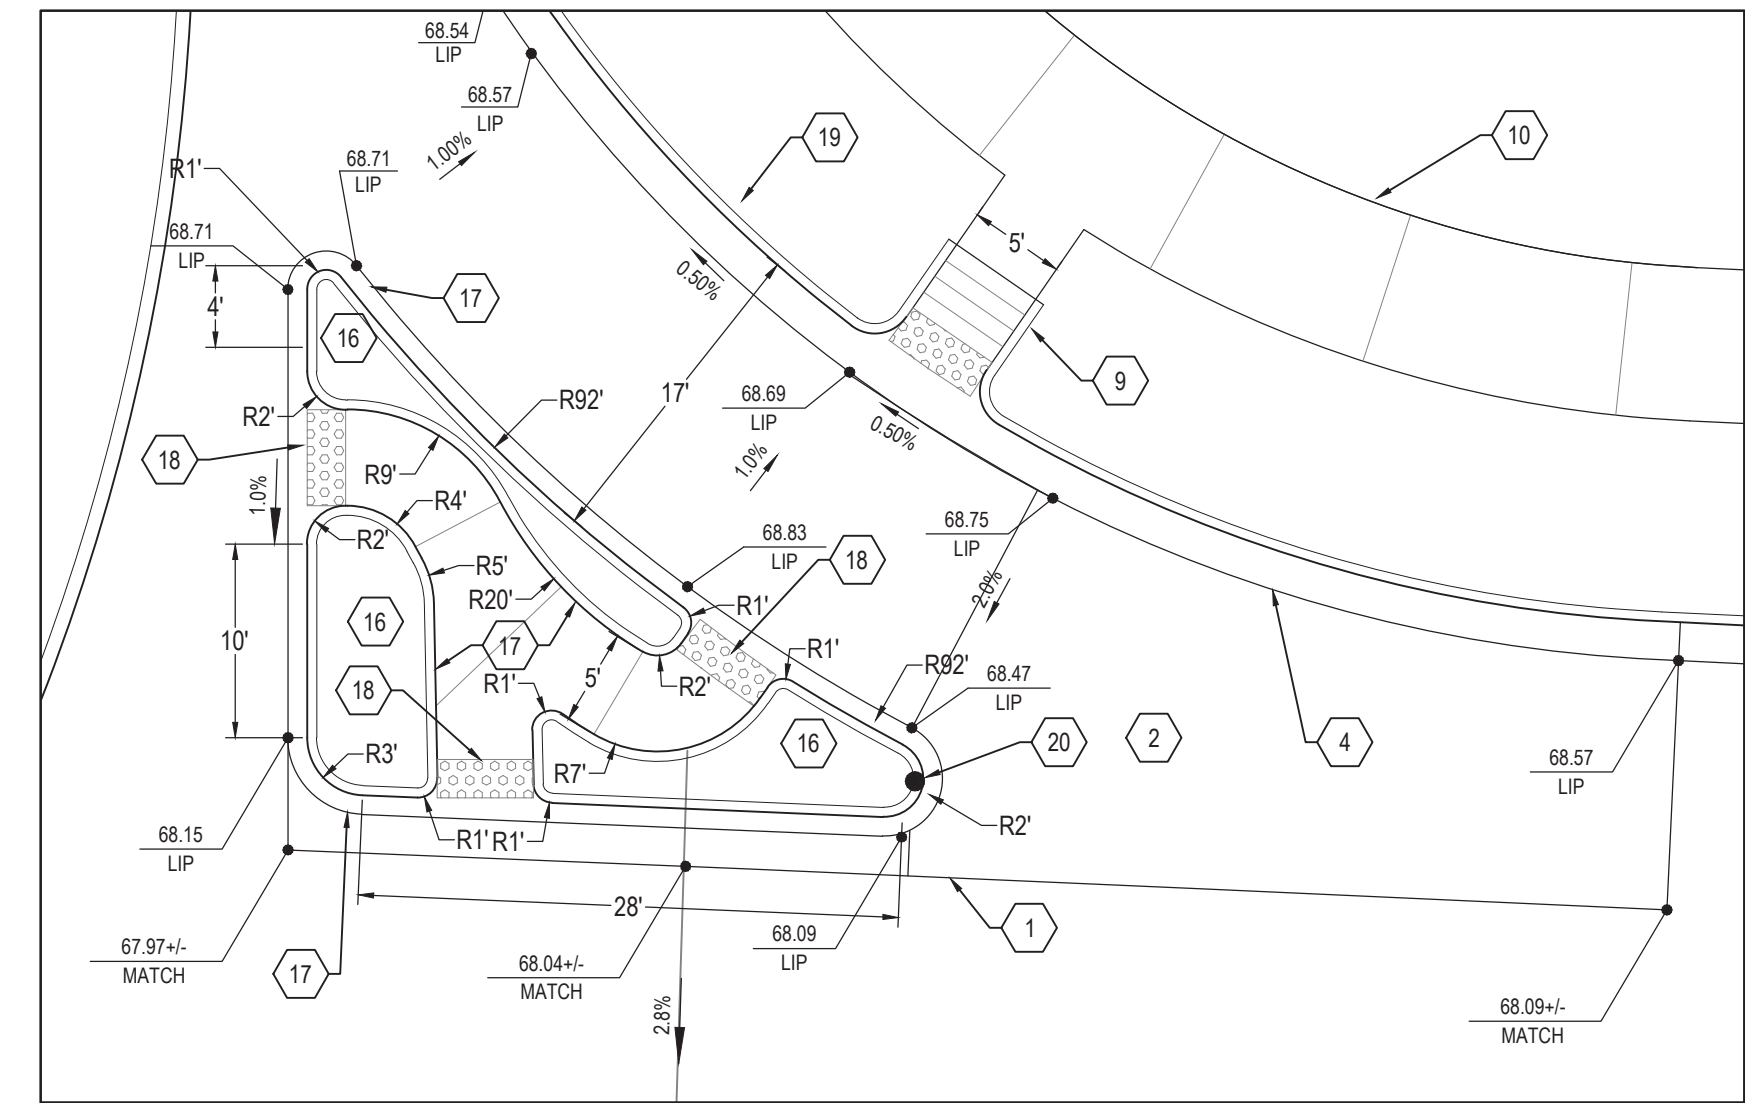 68.54
LIP
68.57
LIP
1.00%
19
10
68.71
LIP
R1'
68.71
LIP
4'
17
16
0.50%
5'
9
R92'
17'
68.69
LIP
0.50%
R2'
18
R9'
1.0%
1.0%
R4'
R2'
68.75
LIP
68.83
LIP
18
R5'
R20'
2.0%
R1'
16
10'
17
R1'
5'
R2'
R1'
R92'
68.47
LIP
18
16
20
2
4
R3'
R7'
68.57
LIP
R2'
68.15
LIP
R1'
R1'
28'
1
67.97+/-
MATCH
17
68.04+/-
MATCH
68.09
LIP
2.8%
68.09+/-
MATCH